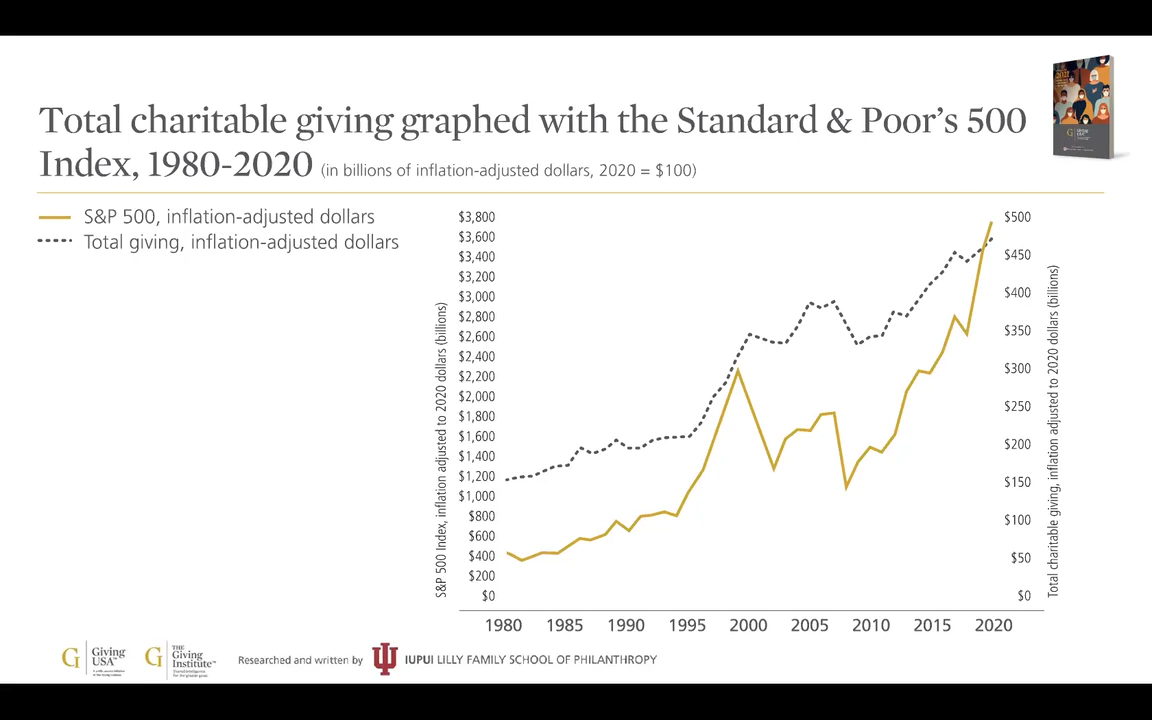 Total charitable giving graphed with the Standard & Poor's 500
Index, 1980-2020 (in billions of inflation-adjusted dollars, 2020 = $100)
S&P 500, inflation-adjusted dollars
Total giving, inflation-adjusted dollars
S&P 500 Index, inflation adjusted to 2020 dollars (billions)
$3,800
$3,600
$3,400
$3,200
$3,000
$2,800
$2,600
$2,400
$2,200
$2,000
$1,800
$1,600
$1,400
$1,200
$1,000
$800
$600
$400
$200
$0
$500
$450
$400
$350
$300
$250
$200
$150
$100
$50
$0
Total charitable giving, inflation adjusted to 2020 dollars (billions)
1980 1985 1990 1995 2000 2005 2010 2015 2020
G Giving
USA™
G THE
Giving
Institute™
Researched and written by
IUPUI LILLY FAMILY SCHOOL OF PHILANTHROPY